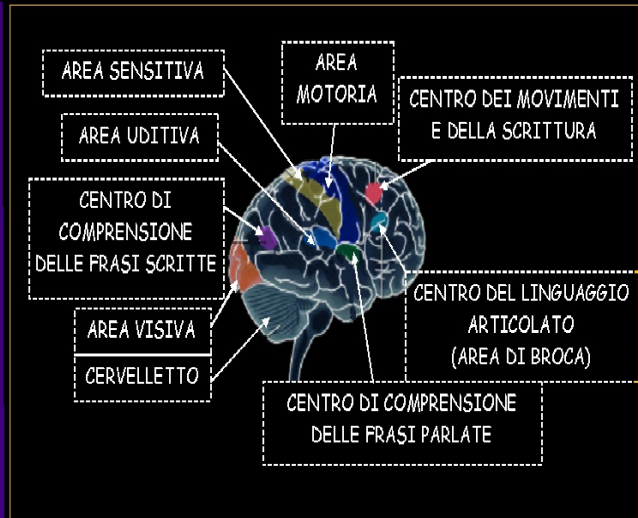 AREA SENSITIVA
AREA
MOTORIA
CENTRO DEI MOVIMENTI
E DELLA SCRITTURA
AREA UDITIVA
CENTRO DI
COMPRENSIONE
DELLE FRASI SCRITTE
AREA VISIVA
CERVELLETTO
CENTRO DEL LINGUAGGIO
ARTICOLATO
(AREA DI BROCA)
CENTRO DI COMPRENSIONE
DELLE FRASI PARLATE